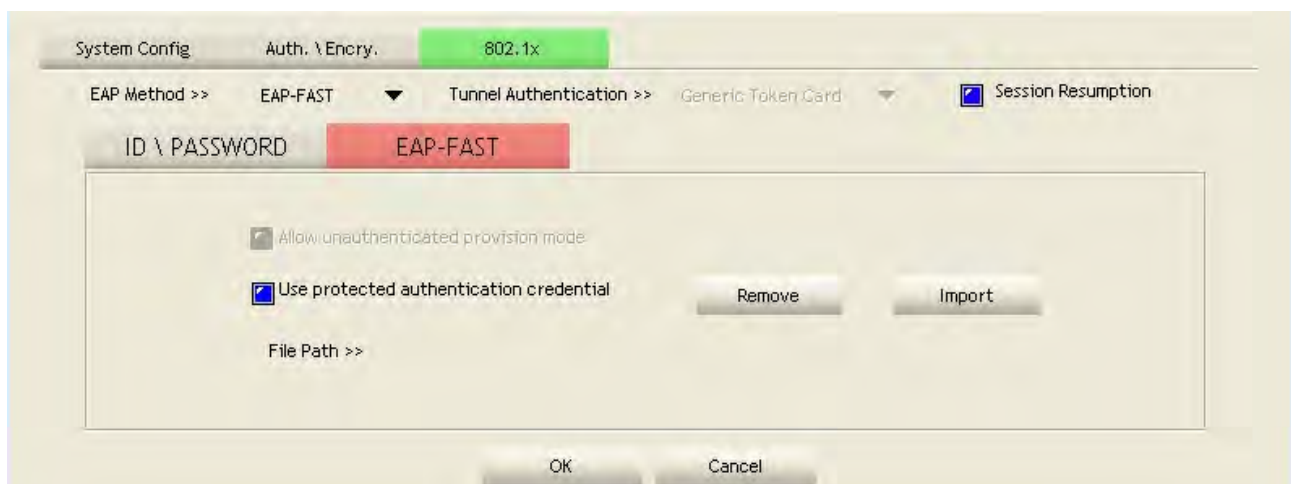 System Config Auth. \ Encry. 802.1x
EAP Method >> EAP-FAST Tunnel Authentication >> Generic Token Card Session Resumption
ID \ PASSWORD EAP-FAST
Allow unauthenticated provision mode
Use protected authentication credential Remove Import
File Path >>
OK Cancel